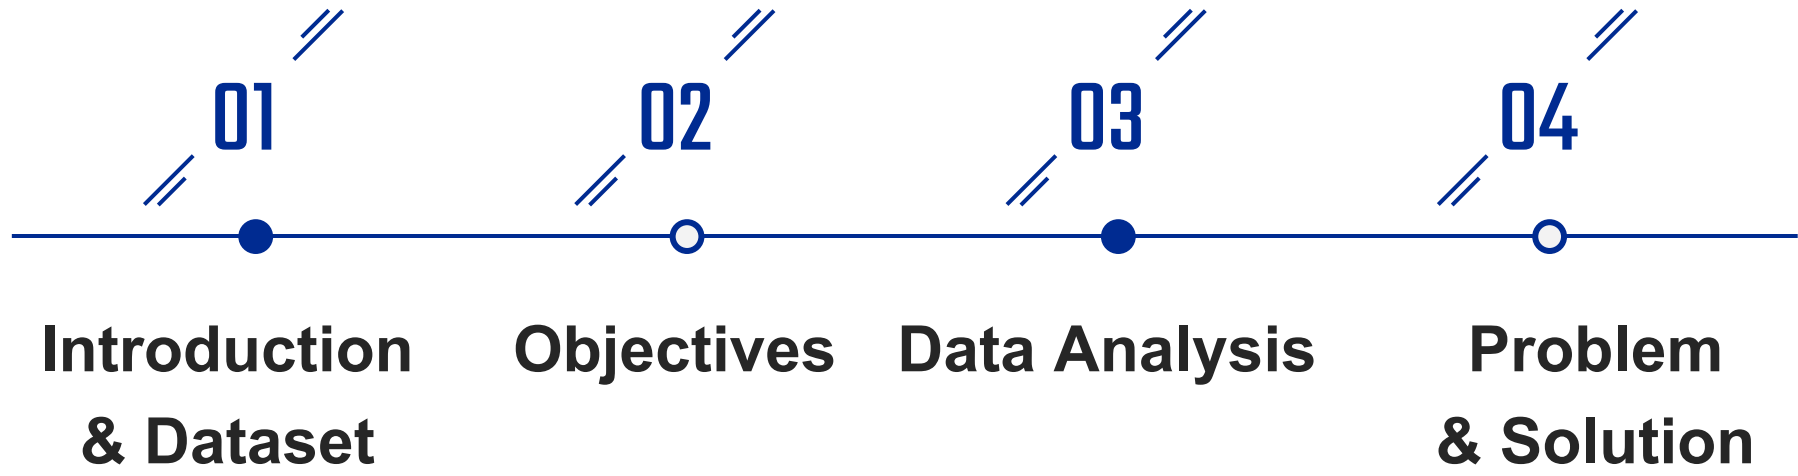 01
02
03
04
Introduction
& Dataset
Objectives
Data Analysis
Problem
& Solution